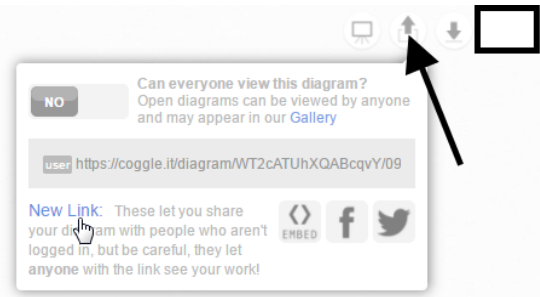 NO
Can everyone view this diagram?
Open diagrams can be viewed by anyone
and may appear in our Gallery
user https://coggle.it/diagram/WT2cATUhXQABcqvY/09
New Link: These let you share
your diagram with people who aren't
logged in, but be careful, they let
anyone with the link see your work!
EMBED